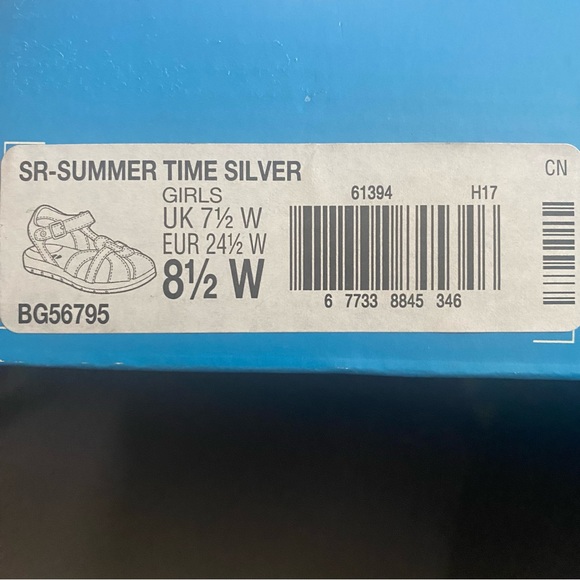 SR-SUMMER TIME SILVER
CN
GIRLS
UK 7½ W
EUR 24½ W
8½ W
BG56795
61394
H17
6 7733 8845 346